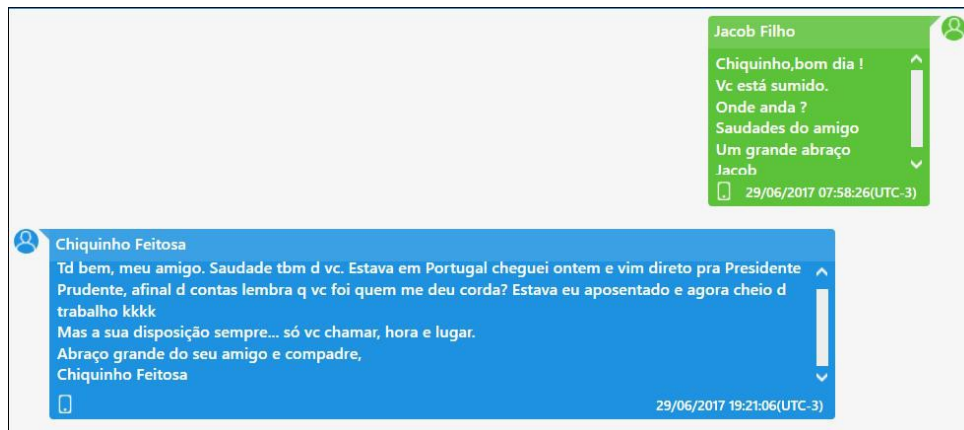 Jacob Filho
Chiquinho,bom dia !
Vc está sumido.
Onde anda ?
Saudades do amigo
Um grande abraço
Jacob
29/06/2017 07:58:26(UTC-3)
Chiquinho Feitosa
Td bem, meu amigo. Saudade tbm d vc. Estava em Portugal cheguei ontem e vim direto pra Presidente
Prudente, afinal d contas lembra q vc foi quem me deu corda? Estava eu aposentado e agora cheio d
trabalho kkkk
Mas a sua disposição sempre... só vc chamar, hora e lugar.
Abraço grande do seu amigo e compadre,
Chiquinho Feitosa
29/06/2017 19:21:06(UTC-3)